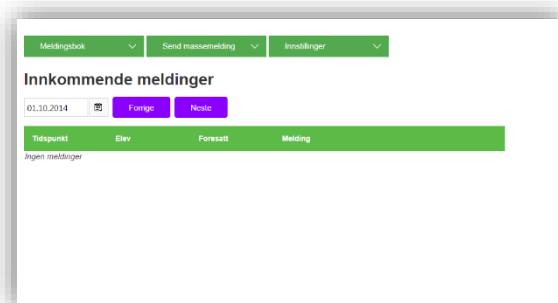 Meldingsbok Send massemelding Innstillinger
Innkommende meldinger
01.10.2014 Forrige Neste
Tidspunkt Elev Foresatt Melding
Ingen meldinger